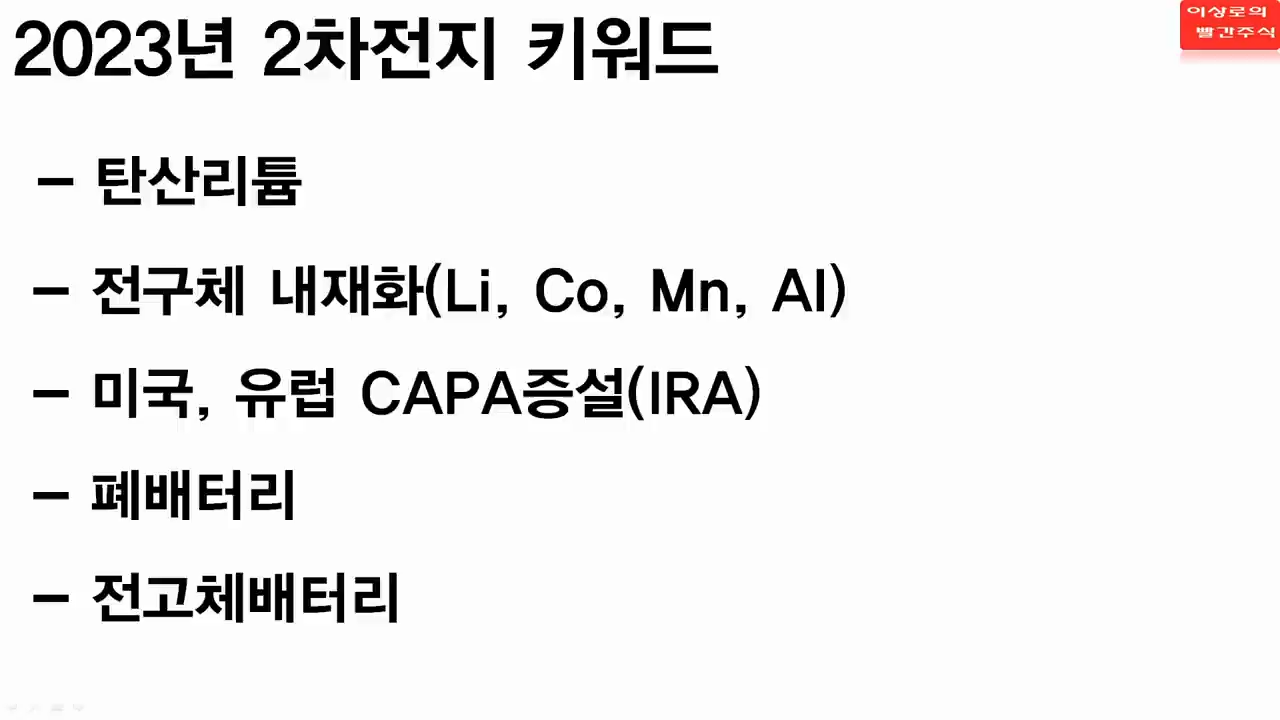 2023년 2차전지 키워드
이상로의
빨간주식
- 탄산리튬
- 전구체 내재화(Li, Co, Mn, Al)
- 미국, 유럽 CAPA증설(IRA)
- 폐배터리
- 전고체배터리